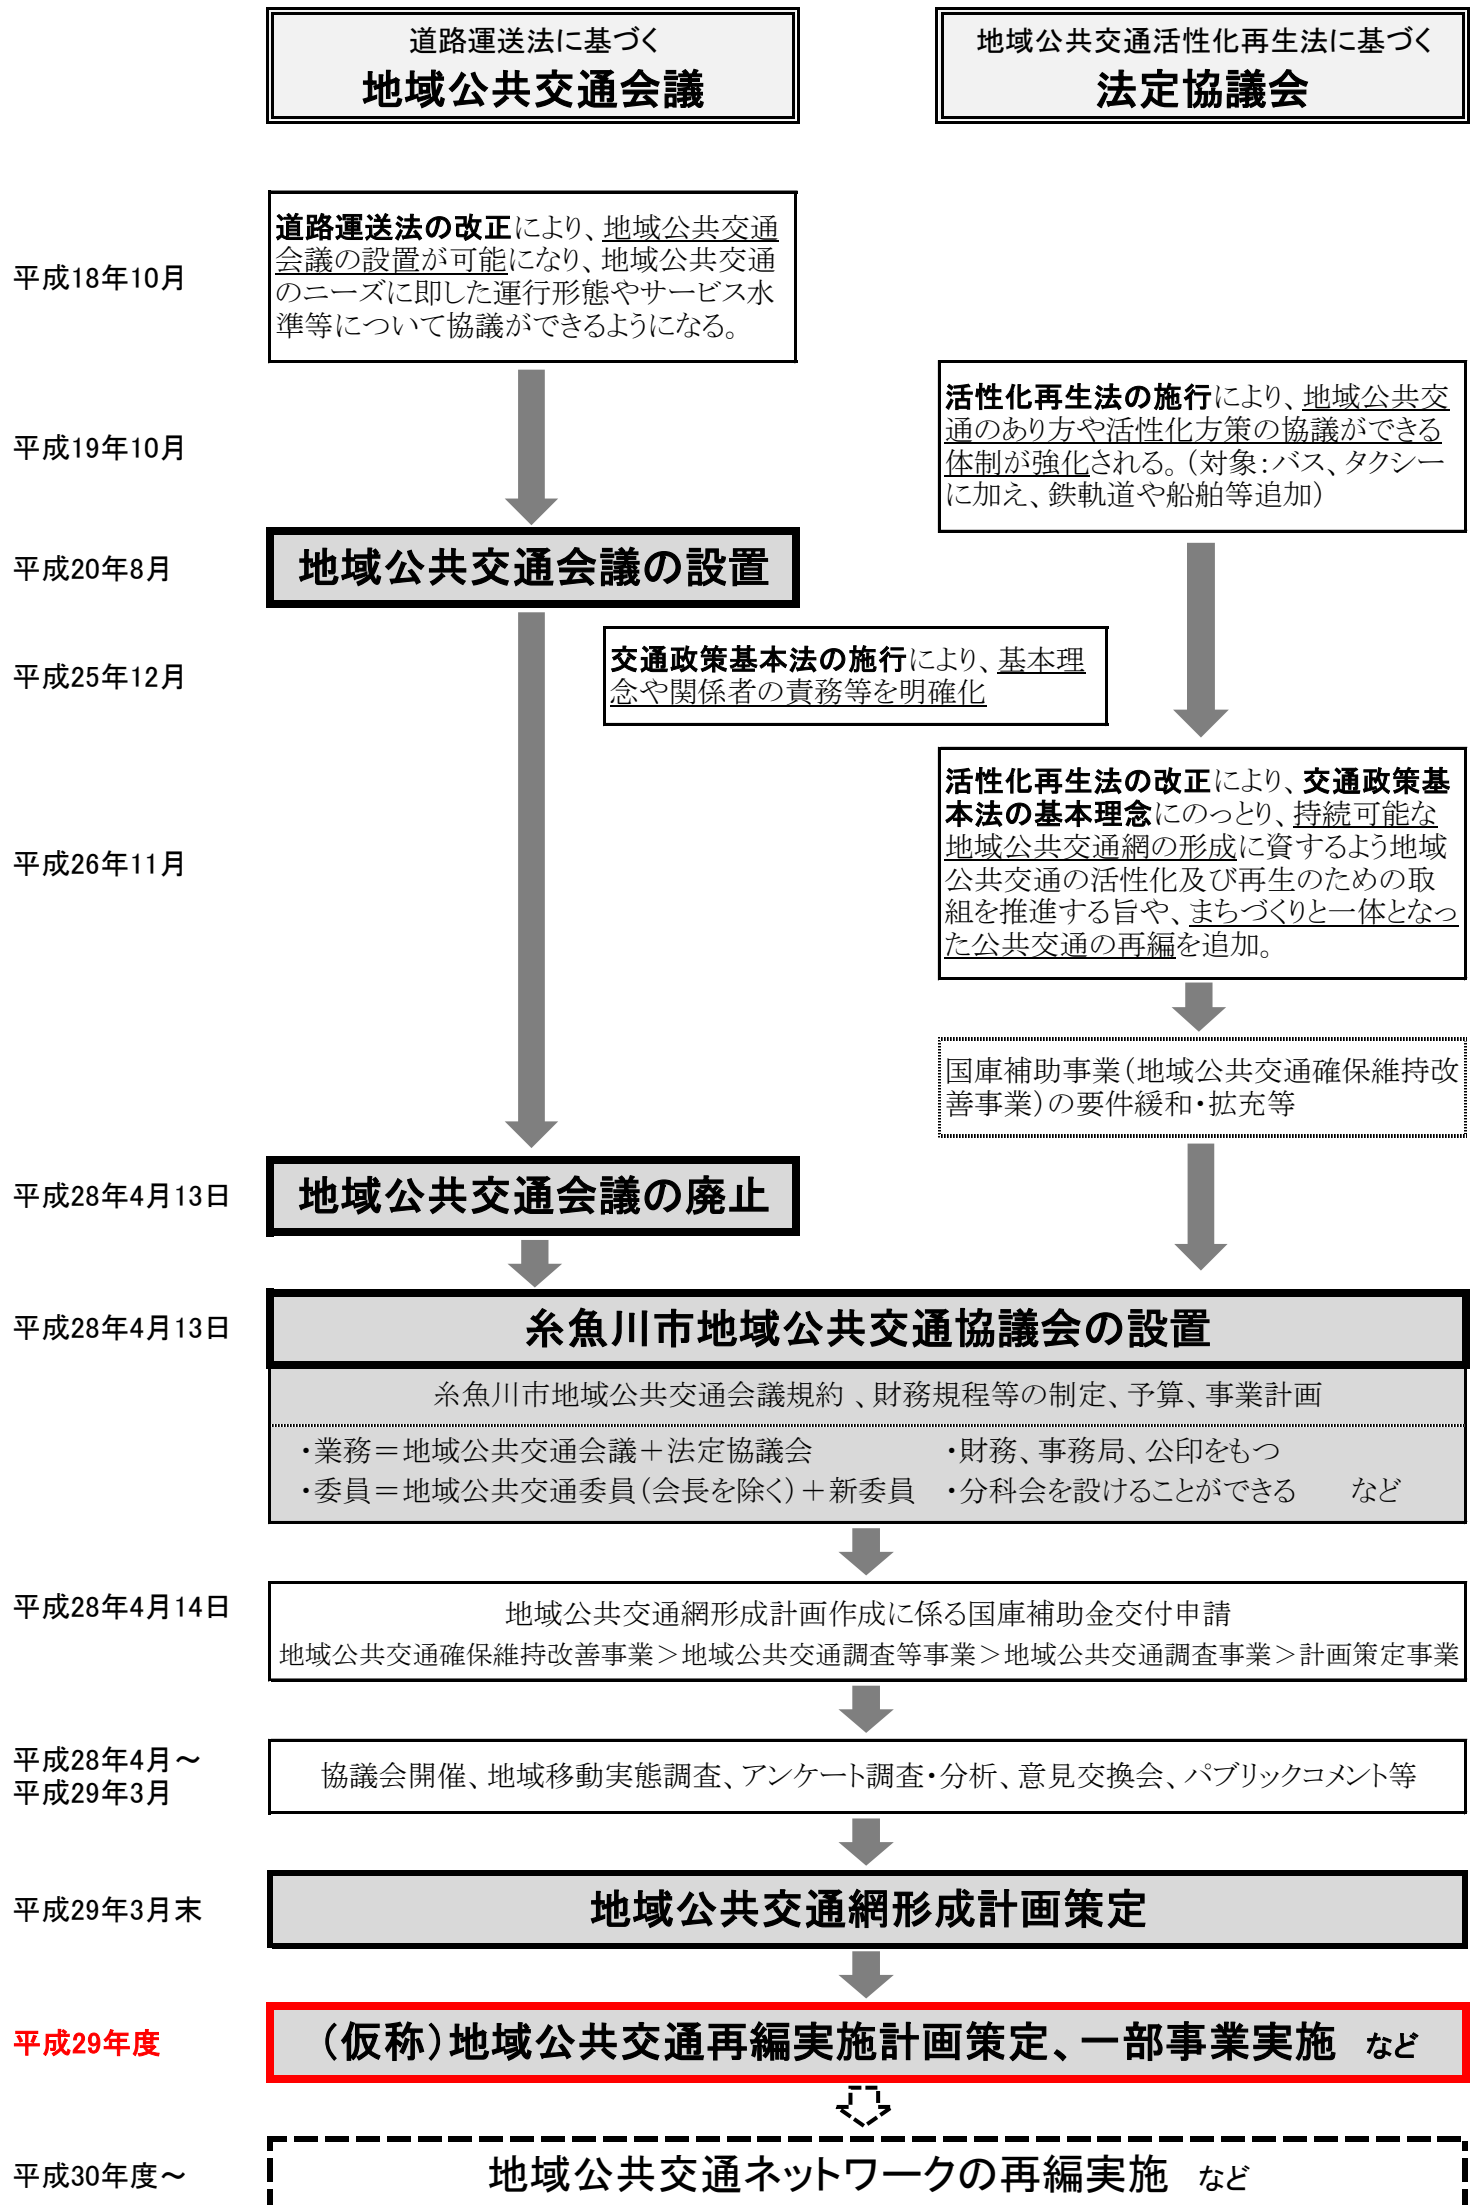 道路運送法に基づく
地域公共交通会議
地域公共交通活性化再生法に基づく
法定協議会
平成18年10月
道路運送法の改正により、地域公共交通
会議の設置が可能になり、地域公共交通
のニーズに即した運行形態やサービス水
準等について協議ができるようになる。
平成19年10月
活性化再生法の施行により、地域公共交
通のあり方や活性化方策の協議ができる
体制が強化される。（対象：バス、タクシー
に加え、鉄軌道や船舶等追加）
平成20年8月
地域公共交通会議の設置
平成25年12月
交通政策基本法の施行により、基本理
念や関係者の責務等を明確化
平成26年11月
活性化再生法の改正により、交通政策基
本法の基本理念にのっとり、持続可能な
地域公共交通網の形成に資するよう地域
公共交通の活性化及び再生のための取
組を推進する旨や、まちづくりと一体となっ
た公共交通の再編を追加。
国庫補助事業（地域公共交通確保維持改
善事業）の要件緩和・拡充等
平成28年4月13日
地域公共交通会議の廃止
平成28年4月13日
糸魚川市地域公共交通協議会の設置
糸魚川市地域公共交通会議規約 、財務規程等の制定、予算、事業計画
・業務＝地域公共交通会議＋法定協議会　・財務、事務局、公印をもつ
・委員＝地域公共交通委員（会長を除く）＋新委員　・分科会を設けることができる　など
平成28年4月14日
地域公共交通網形成計画作成に係る国庫補助金交付申請
地域公共交通確保維持改善事業＞地域公共交通調査等事業＞地域公共交通調査事業＞計画策定事業
平成28年4月～
平成29年3月
協議会開催、地域移動実態調査、アンケート調査・分析、意見交換会、パブリックコメント等
平成29年3月末
地域公共交通網形成計画策定
平成29年度
（仮称）地域公共交通再編実施計画策定、一部事業実施　など
平成30年度～
地域公共交通ネットワークの再編実施　など